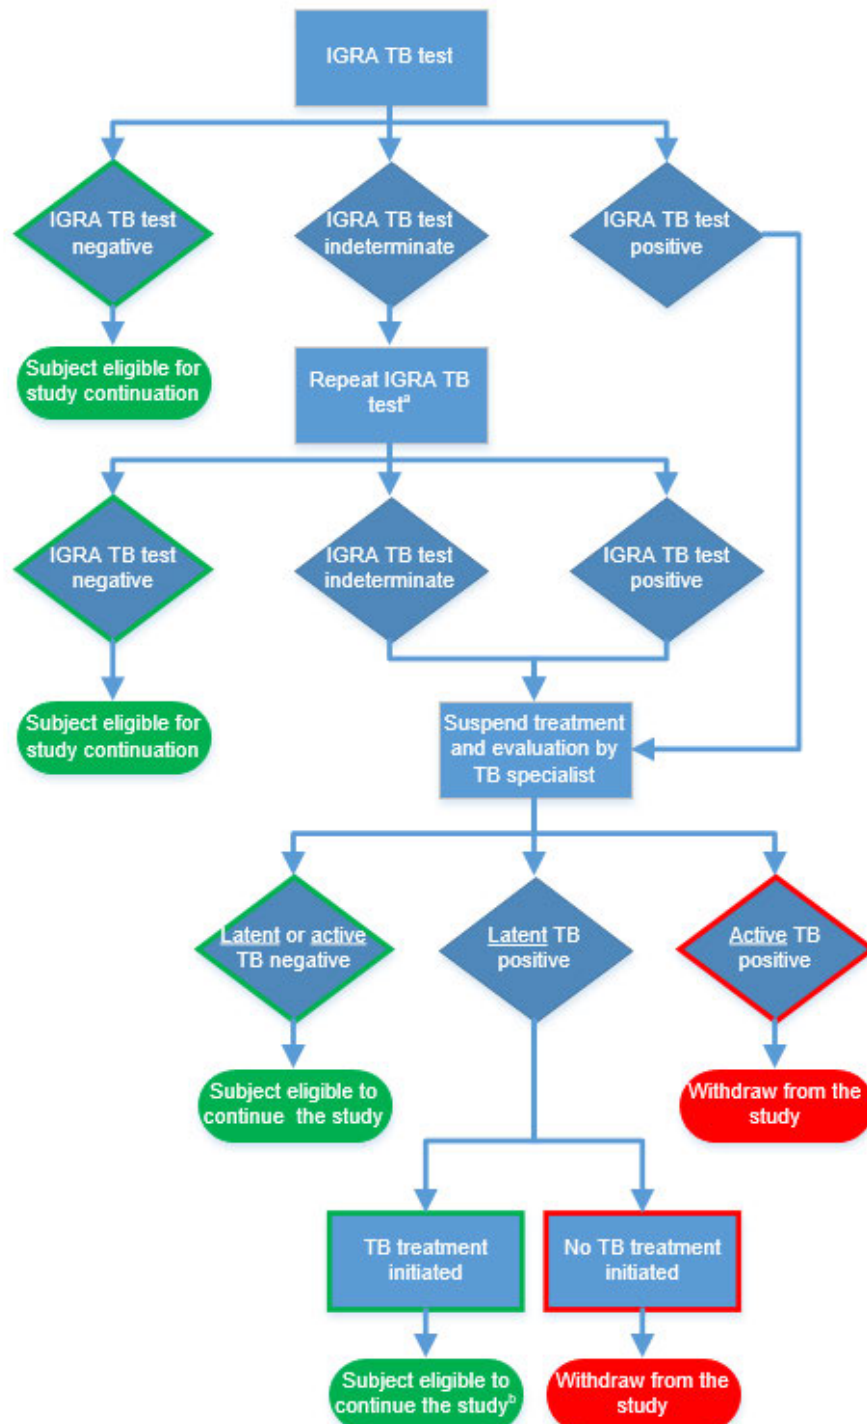 IGRA TB test
IGRA TB test
negative
IGRA TB test
indeterminate
IGRA TB test
positive
Subject eligible for
study continuation
Repeat IGRA TB
testᵃ
IGRA TB test
negative
IGRA TB test
indeterminate
IGRA TB test
positive
Subject eligible for
study continuation
Suspend treatment
and evaluation by
TB specialist
Latent or active
TB negative
Latent TB
positive
Active TB
positive
Subject eligible to
continue the study
Withdraw from the
study
TB treatment
initiated
No TB treatment
initiated
Subject eligible to
continue the studyᵇ
Withdraw from the
study